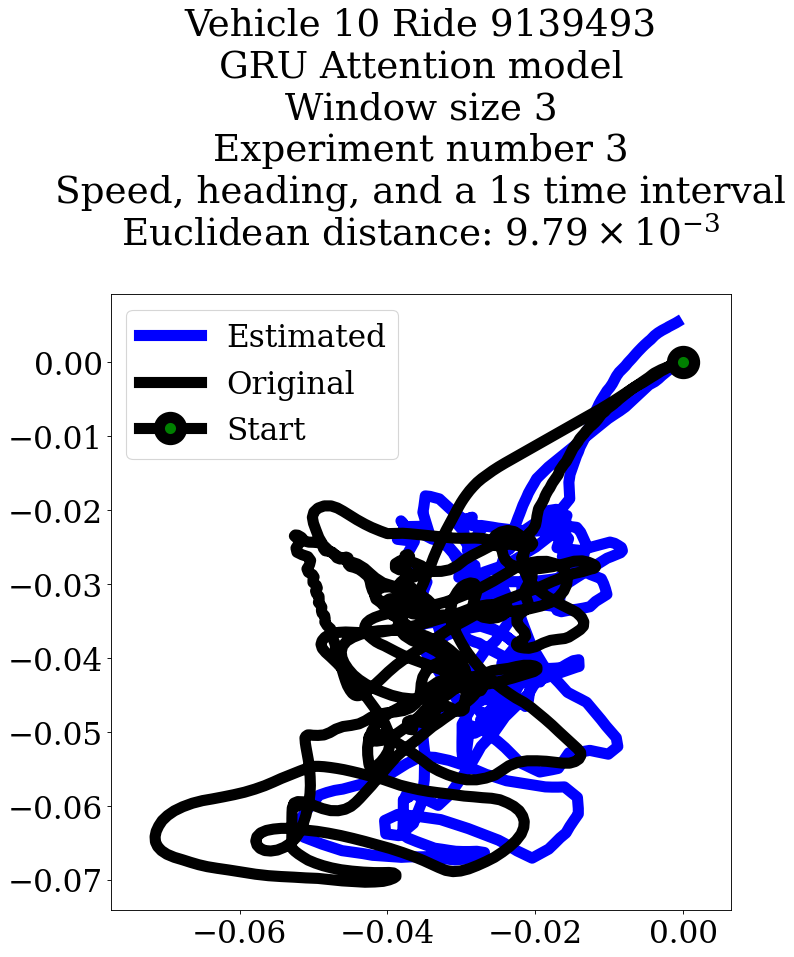 Vehicle 10 Ride 9139493
GRU Attention model
Window size 3
Experiment number 3
Speed, heading, and a 1s time interval
Euclidean distance: 9.79 × 10⁻³
Estimated
Original
Start
0.00
−0.01
−0.02
−0.03
−0.04
−0.05
−0.06
−0.07
−0.06 −0.04 −0.02 0.00